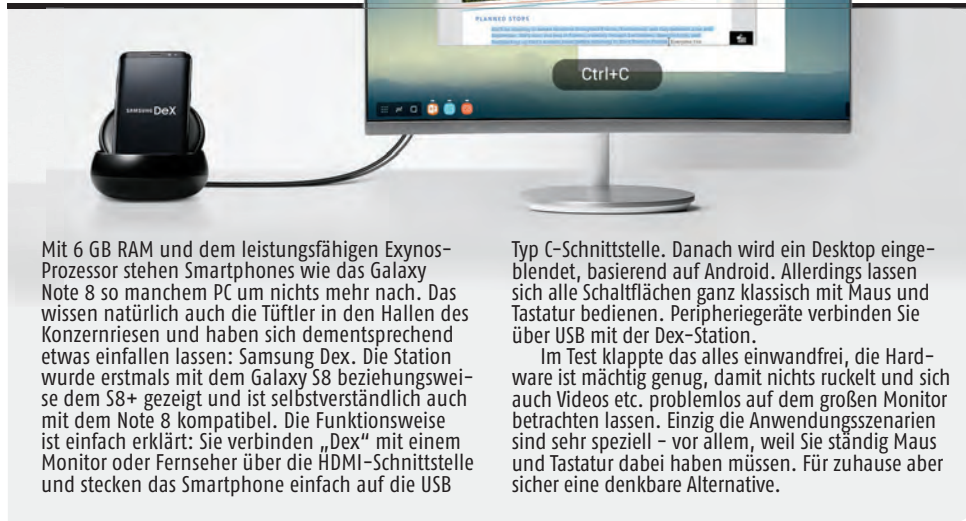 PLANNED STOPS
Ctrl+C
SAMSUNG DeX
Mit 6 GB RAM und dem leistungsfähigen Exynos-
Prozessor stehen Smartphones wie das Galaxy
Note 8 so manchem PC um nichts mehr nach. Das
wissen natürlich auch die Tüftler in den Hallen des
Konzernriesen und haben sich dementsprechend
etwas einfallen lassen: Samsung Dex. Die Station
wurde erstmals mit dem Galaxy S8 beziehungswei-
se dem S8+ gezeigt und ist selbstverständlich auch
mit dem Note 8 kompatibel. Die Funktionsweise
ist einfach erklärt: Sie verbinden „Dex“ mit einem
Monitor oder Fernseher über die HDMI-Schnittstelle
und stecken das Smartphone einfach auf die USB
Typ C-Schnittstelle. Danach wird ein Desktop einge-
blendet, basierend auf Android. Allerdings lassen
sich alle Schaltflächen ganz klassisch mit Maus und
Tastatur bedienen. Peripheriegeräte verbinden Sie
über USB mit der Dex-Station.
Im Test klappte das alles einwandfrei, die Hard-
ware ist mächtig genug, damit nichts ruckelt und sich
auch Videos etc. problemlos auf dem großen Monitor
betrachten lassen. Einzig die Anwendungsszenarien
sind sehr speziell – vor allem, weil Sie ständig Maus
und Tastatur dabei haben müssen. Für zuhause aber
sicher eine denkbare Alternative.